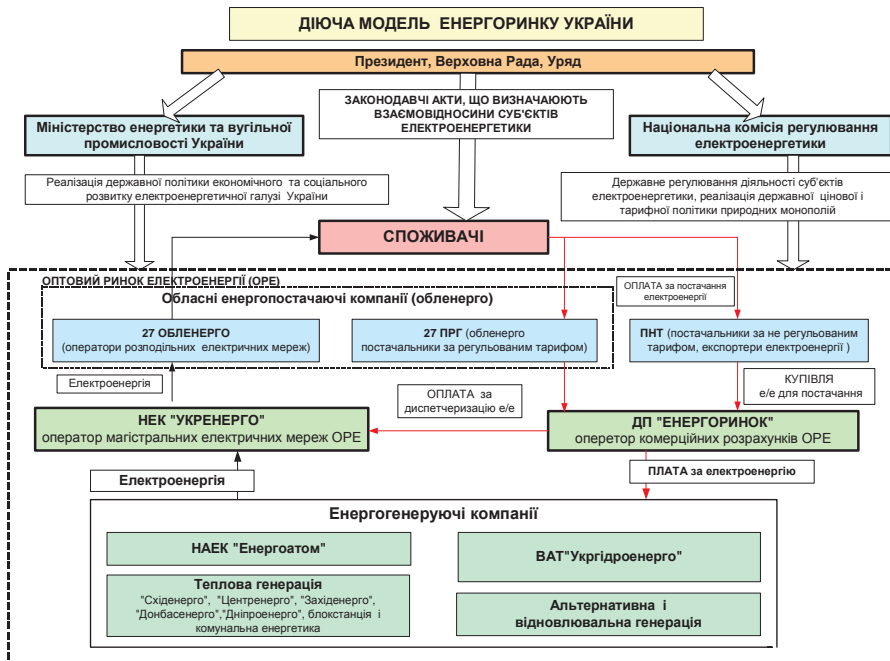 ДІЮЧА МОДЕЛЬ ЕНЕРГОРИНКУ УКРАЇНИ
Президент, Верховна Рада, Уряд
Міністерство енергетики та вугільної
промисловості України
ЗАКОНОДАВЧІ АКТИ, ЩО ВИЗНАЧАЮЮТЬ
ВЗАЄМОВІДНОСИНИ СУБ'ЄКТІВ
ЕЛЕКТРОЕНЕРГЕТИКИ
Національна комісія регулювання
електроенергетики
Реалізація державної політики економічного та соціального
розвитку електроенергетичної галузі України
Державне регулювання діяльності суб'єктів
електроенергетики, реалізація державної цінової і
тарифної політики природних монополій
СПОЖИВАЧІ
ОПТОВИЙ РИНОК ЕЛЕКТРОЕНЕРГІЇ (ОРЕ)
Обласні енергопостачаючі компанії (обленерго)
ОПЛАТА за постачання
електроенергії
27 ОБЛЕНЕРГО
(оператори розподільних електричних мереж)
27 ПРГ (обленерго
постачальники за регульованим тарифом)
ПНТ (постачальники за не регульованим
тарифом, експортери електроенергії )
Електроенергія
ОПЛАТА за
диспетчеризацію е/е
КУПІВЛЯ
е/е для постачання
НЕК "УКРЕНЕРГО"
оператор магістральних електричних мереж ОРЕ
ДП "ЕНЕРГОРИНОК"
оперетор комерційних розрахунків ОРЕ
Електроенергія
ПЛАТА за електроенергію
Енергогенеруючі компанії
НАЕК "Енергоатом"
ВАТ"Укргідроенерго"
Теплова генерація
"Східенерго", "Центренерго", "Західенерго",
"Донбасенерго","Дніпроенерго", блокстанція і
комунальна енергетика
Альтернативна і
відновлювальна генерація